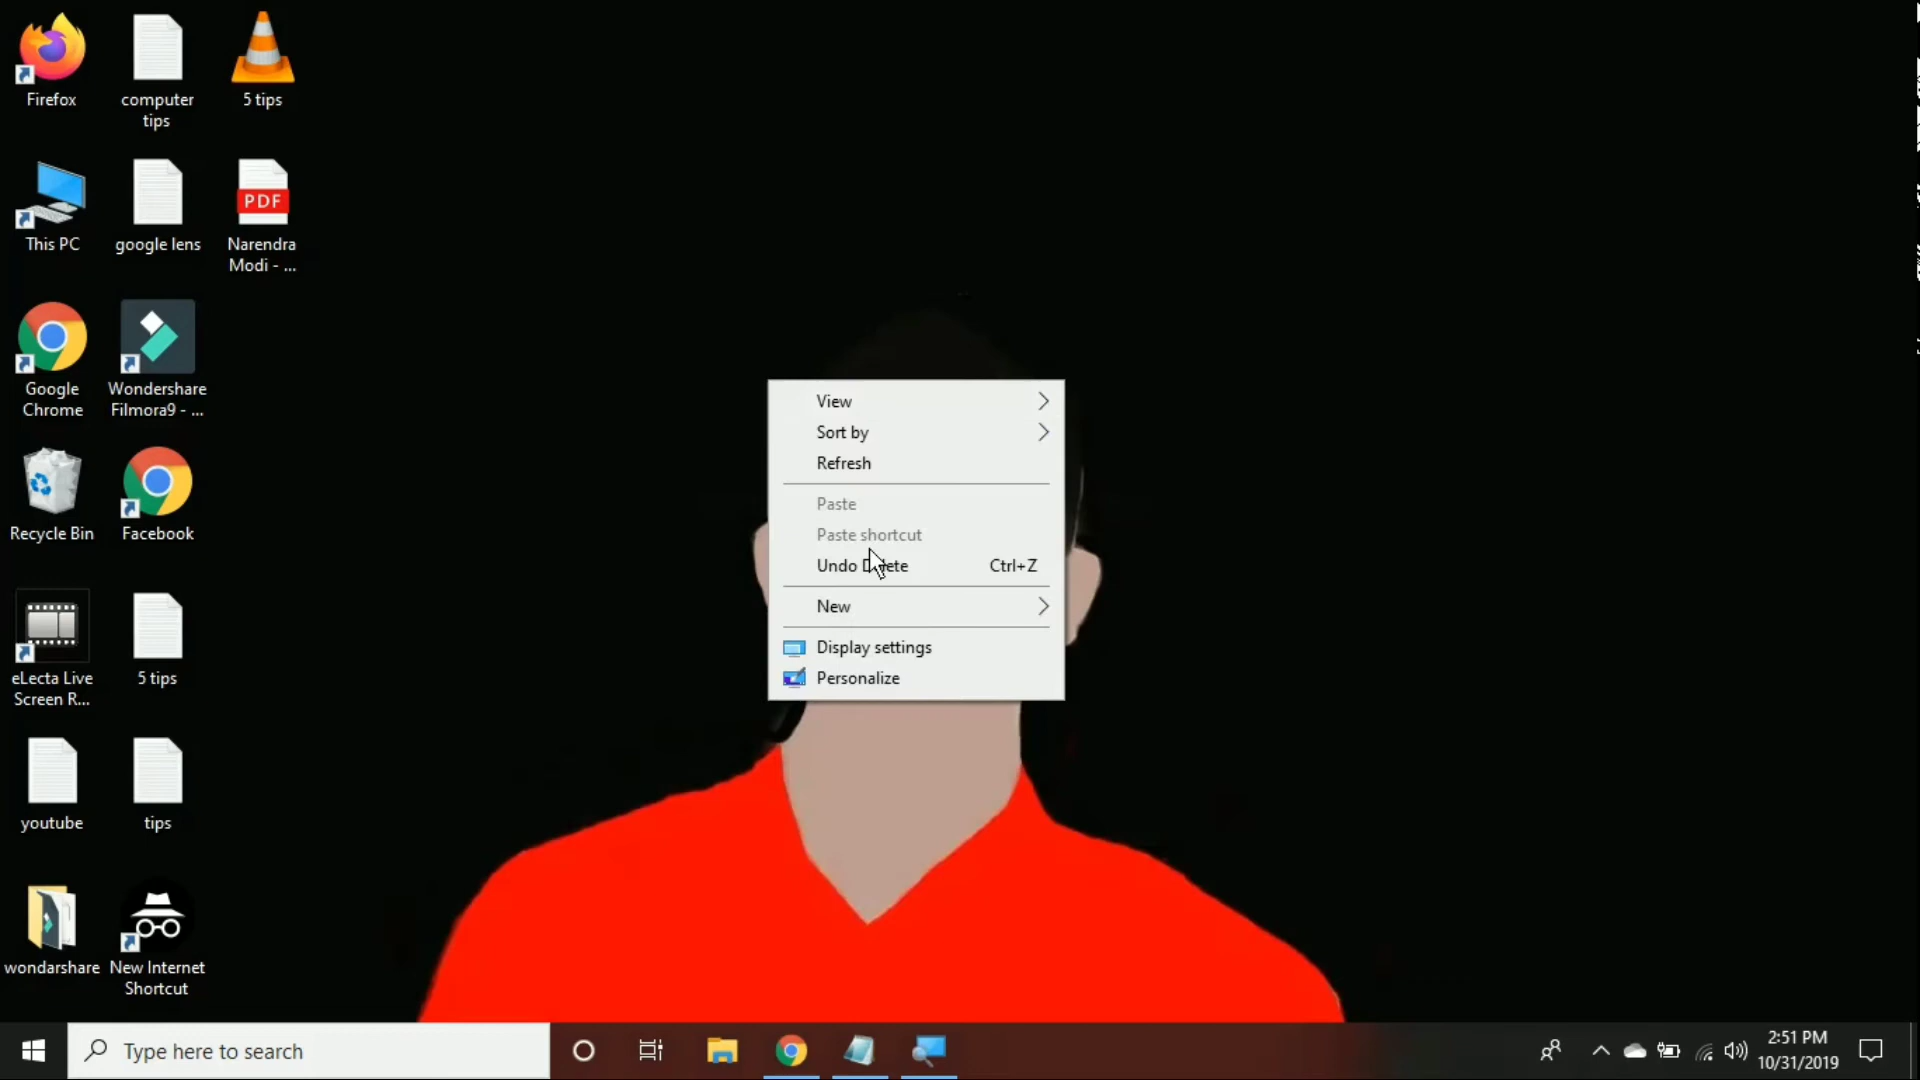 Firefox
computer
tips
5 tips
This PC
google lens
PDF
Narendra
Modi - ...
Google
Chrome
Wondershare
Filmora9 - ...
Recycle Bin
Facebook
eLecta Live
Screen R...
5 tips
youtube
tips
wondarshare
New Internet
Shortcut
View
Sort by
Refresh
Paste
Paste shortcut
Undo Delete Ctrl+Z
New
Display settings
Personalize
Type here to search
2:51 PM
10/31/2019